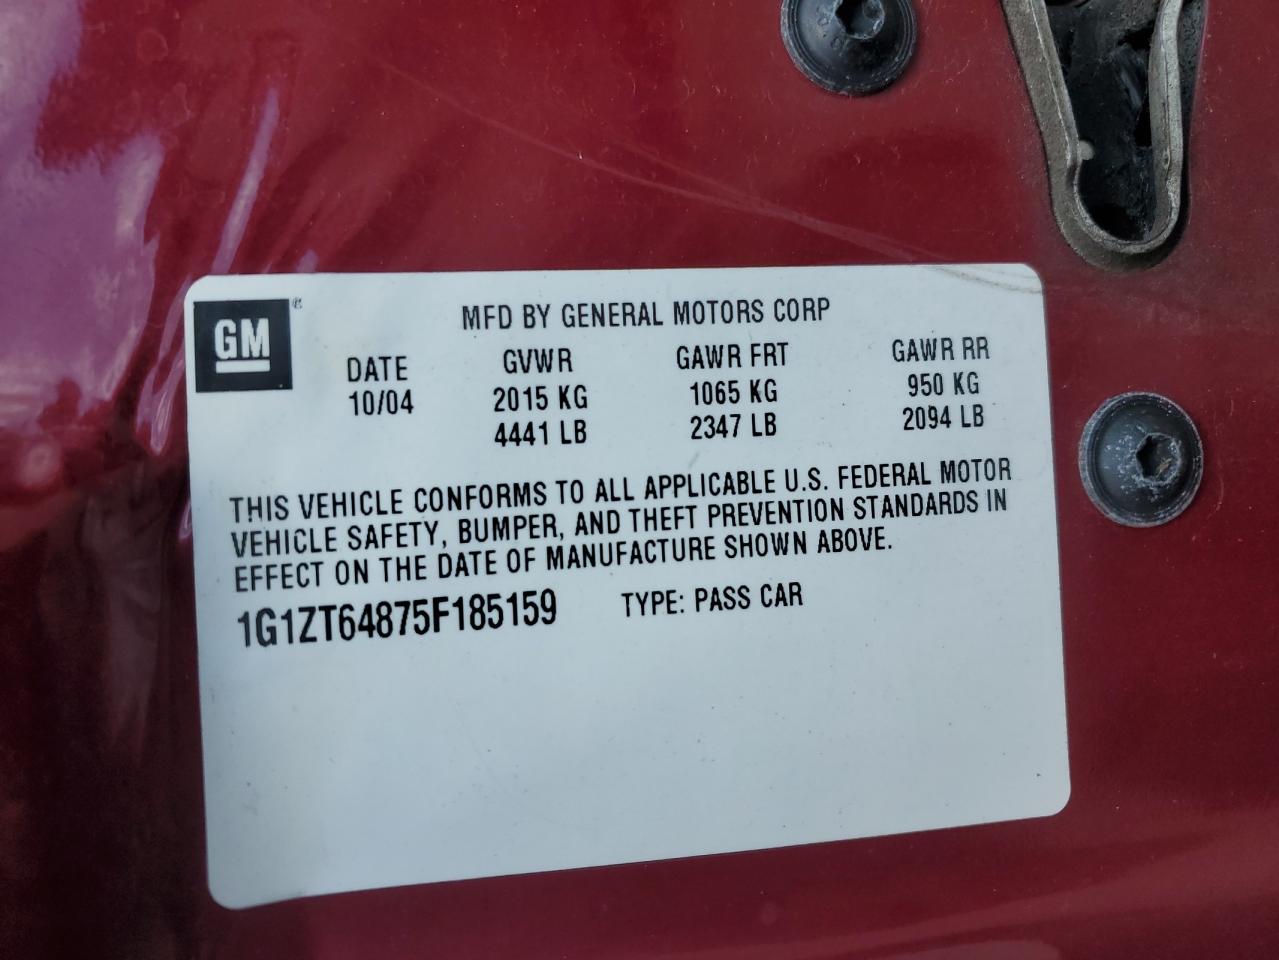 GM ®
MFD BY GENERAL MOTORS CORP
DATE GVWR GAWR FRT GAWR RR
10/04 2015 KG 1065 KG 950 KG
4441 LB 2347 LB 2094 LB
THIS VEHICLE CONFORMS TO ALL APPLICABLE U.S. FEDERAL MOTOR
VEHICLE SAFETY, BUMPER, AND THEFT PREVENTION STANDARDS IN
EFFECT ON THE DATE OF MANUFACTURE SHOWN ABOVE.
1G1ZT64875F185159 TYPE: PASS CAR